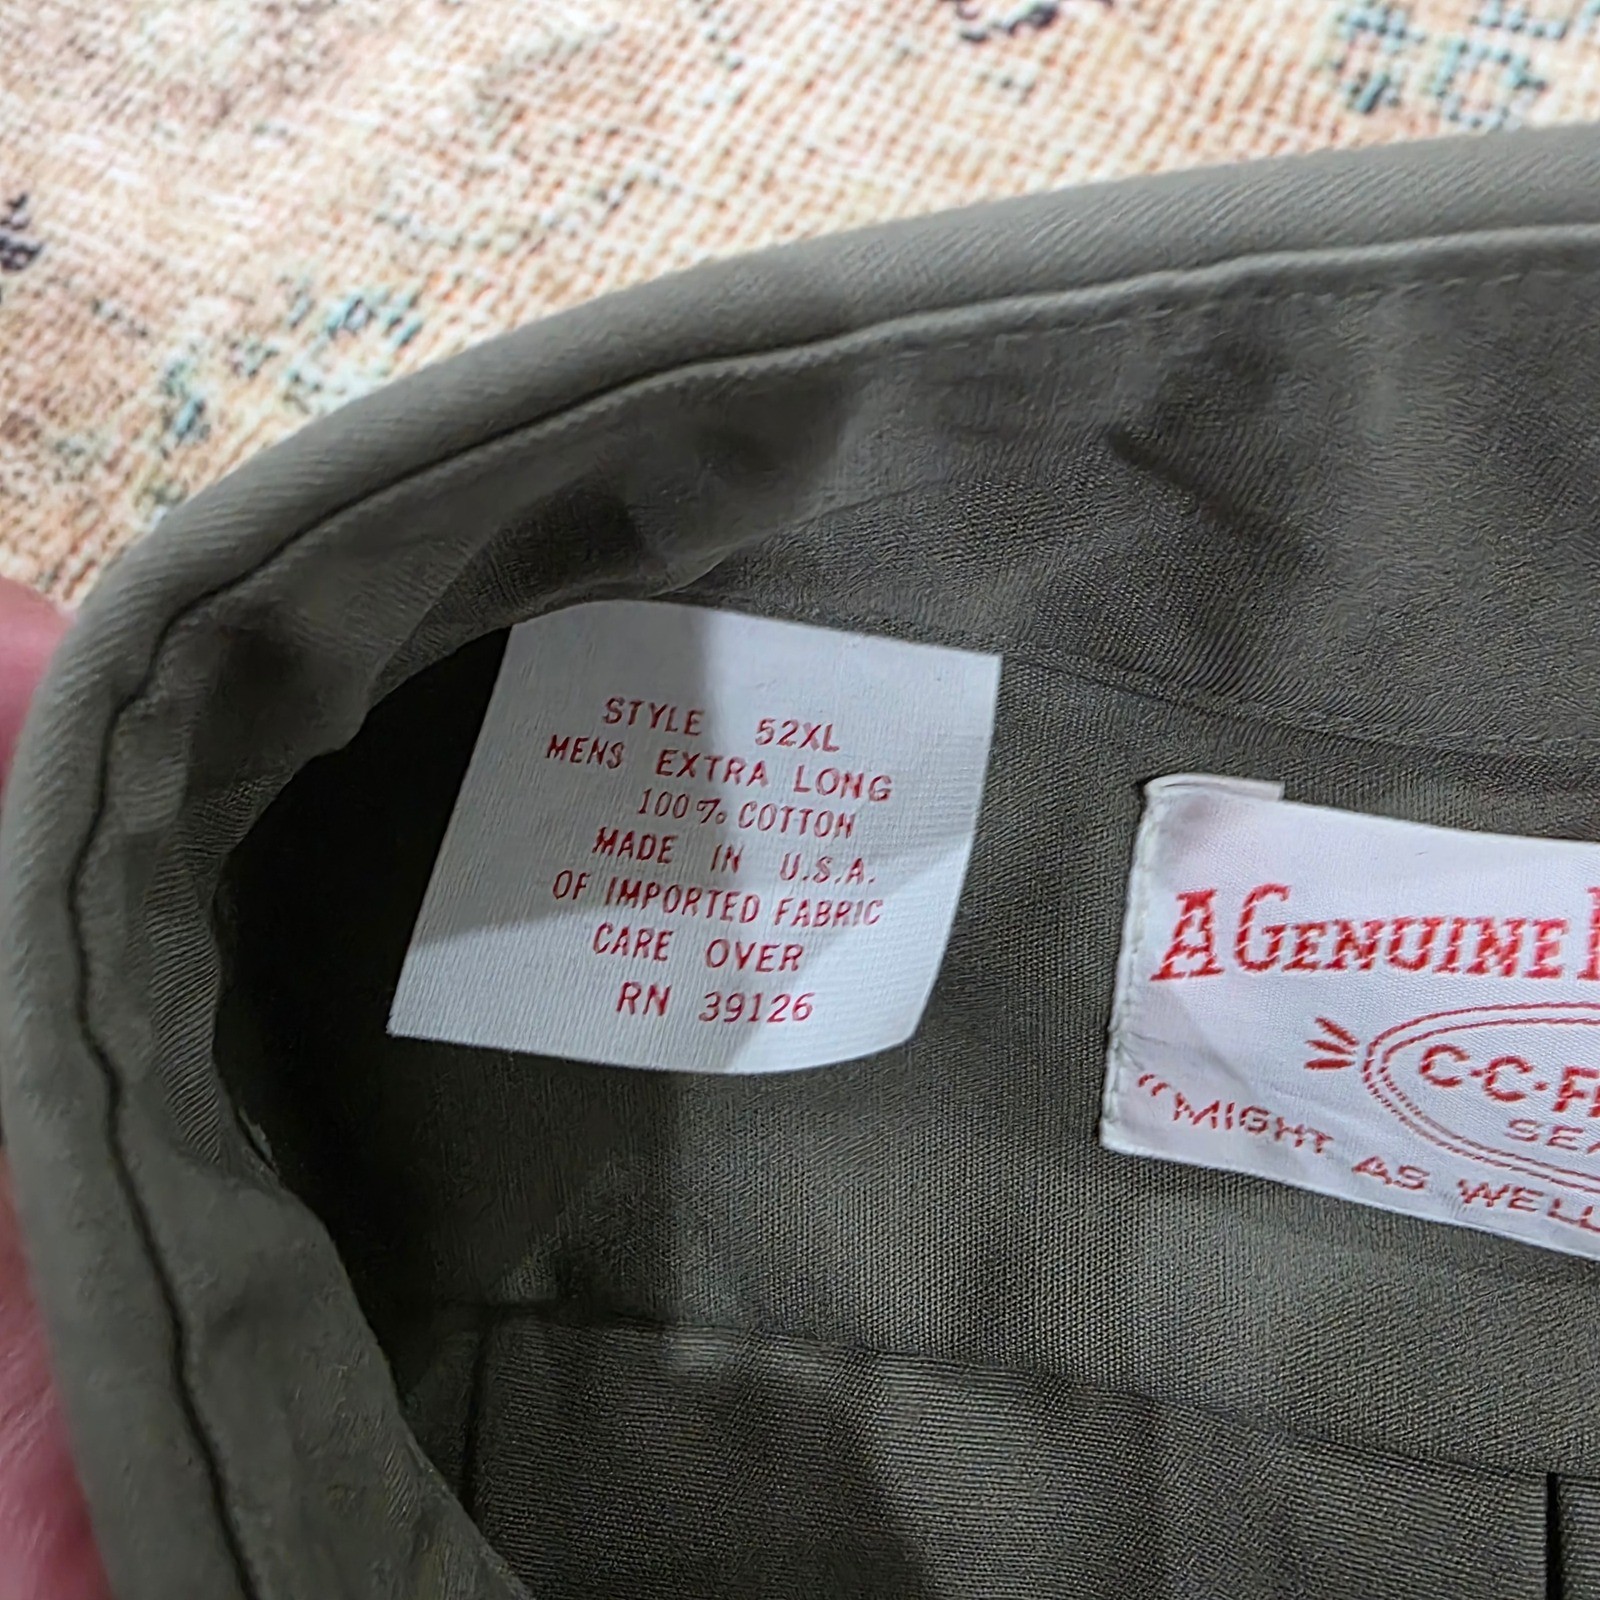 STYLE 52XL
MENS EXTRA LONG
100% COTTON
MADE IN U.S.A.
OF IMPORTED FABRIC
CARE OVER
RN 39126
A GENUINE
C·C·F
"MIGHT AS WELL